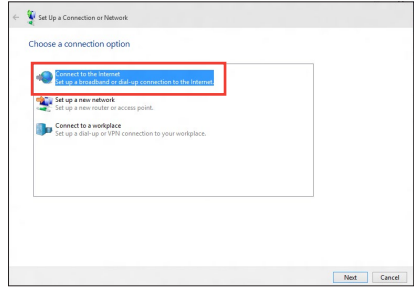 Set Up a Connection or Network
Choose a connection option
Connect to the Internet
Set up a broadband or dial-up connection to the Internet.
Set up a new network
Set up a new router or access point.
Connect to a workplace
Set up a dial-up or VPN connection to your workplace.
Next Cancel